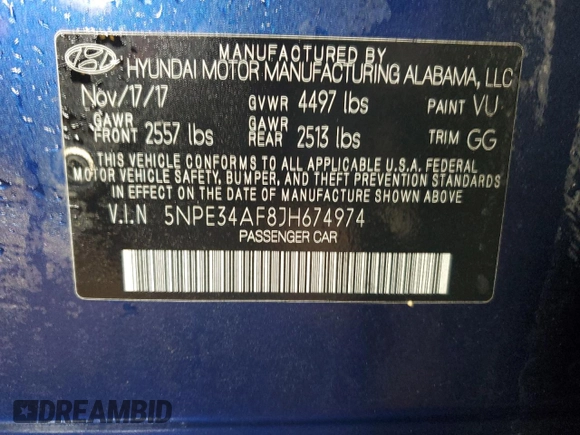 MANUFACTURED BY
HYUNDAI MOTOR MANUFACTURING ALABAMA, LLC
Nov/17/17 GVWR 4497 lbs PAINT VU
GAWR FRONT 2557 lbs GAWR REAR 2513 lbs TRIM GG
THIS VEHICLE CONFORMS TO ALL APPLICABLE U.S.A. FEDERAL
MOTOR VEHICLE SAFETY, BUMPER, AND THEFT PREVENTION STANDARDS
IN EFFECT ON THE DATE OF MANUFACTURE SHOWN ABOVE
V.I.N 5NPE34AF8JH674974
PASSENGER CAR
DREAMBID